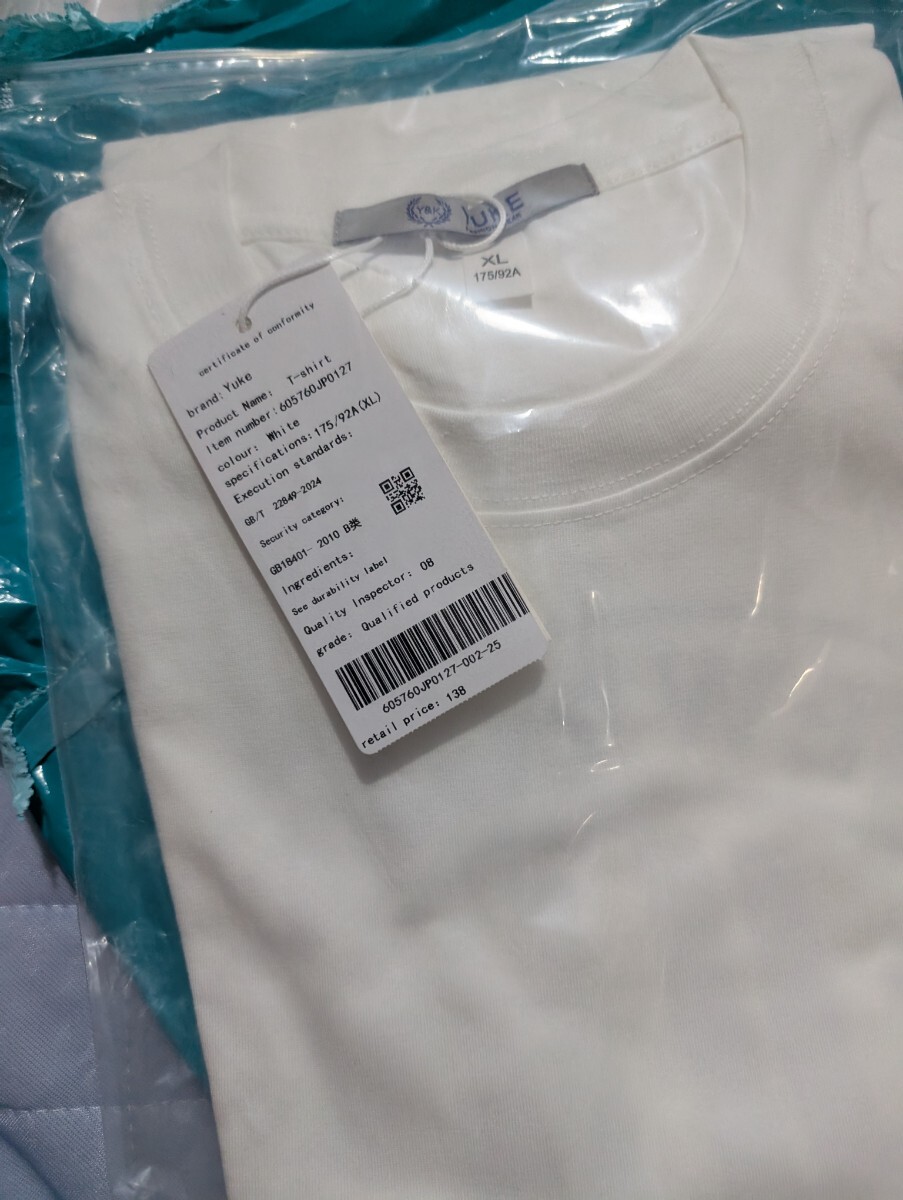 Y&K
UKE
XL
175/92A
certificate of conformity
brand: Yuke
Product Name: T-shirt
Item number: 605760JP0127
colour: White
specifications: 175/92A(XL)
Execution standards:
GB/T 22849-2024
Security category:
GB18401- 2010 B类
Ingredients:
See durability label
Quality Inspector: 08
grade: Qualified products
605760JP0127-002-25
retail price: 138